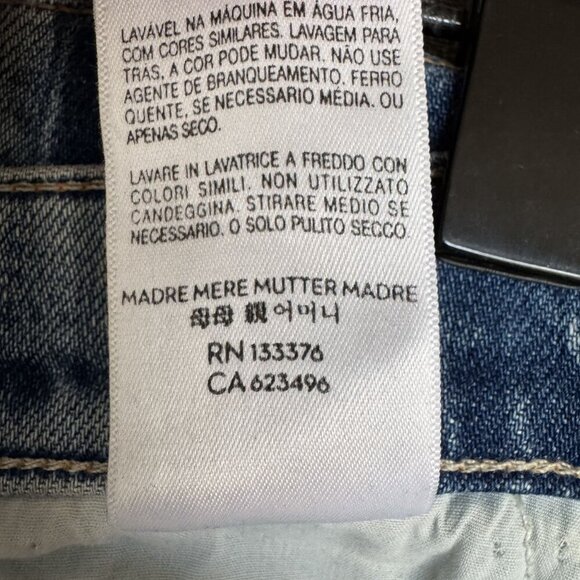 LAVÁVEL NA MÁQUINA EM ÁGUA FRIA,
COM CORES SIMILARES. LAVAGEM PARA
TRÁS, A COR PODE MUDAR. NÃO USE
AGENTE DE BRANQUEAMENTO. FERRO
QUENTE, SE NECESSARIO MÉDIA. OU
APENAS SECO.
LAVARE IN LAVATRICE A FREDDO CON
COLORI SIMILI. NON UTILIZZATO
CANDEGGINA. STIRARE MEDIO SE
NECESSARIO. O SOLO PULITO SECCO.
MADRE MERE MUTTER MADRE
母母 親 어머니
RN 133376
CA 623496